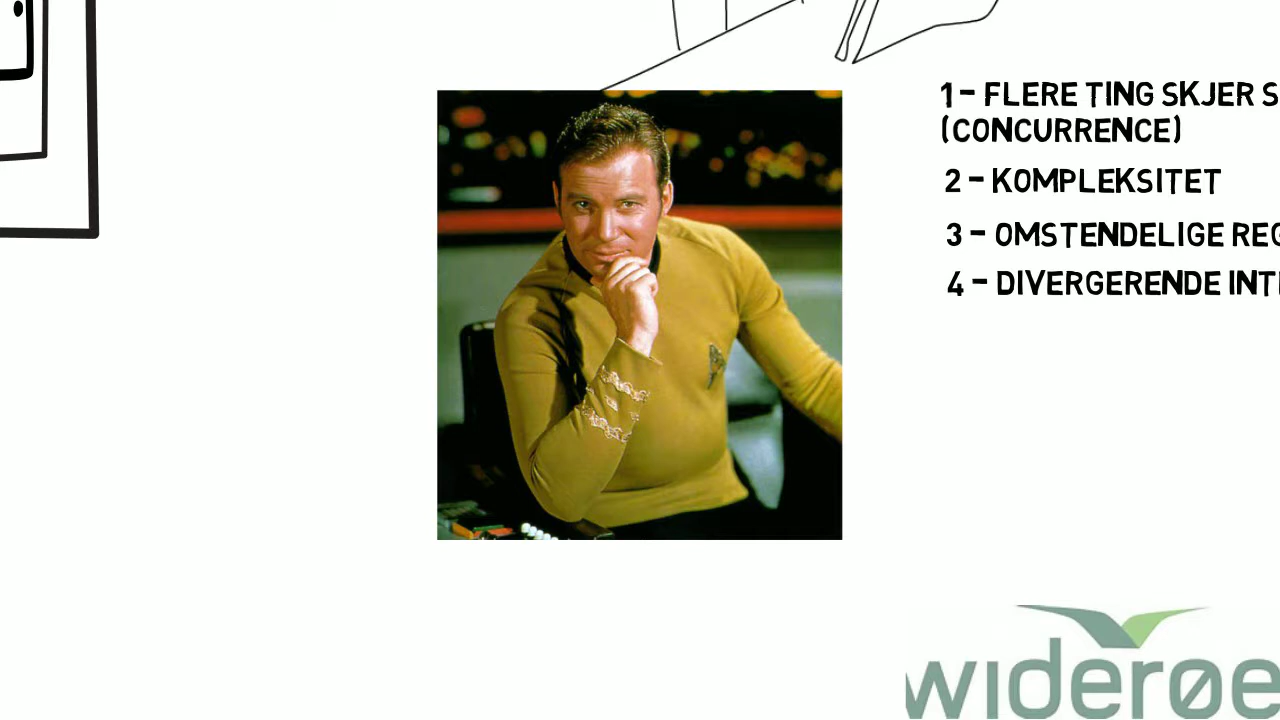 1 - FLERE TING SKJER S
(CONCURRENCE)
2 - KOMPLEKSITET
3 - OMSTENDELIGE REG
4 - DIVERGERENDE INT
widerøe